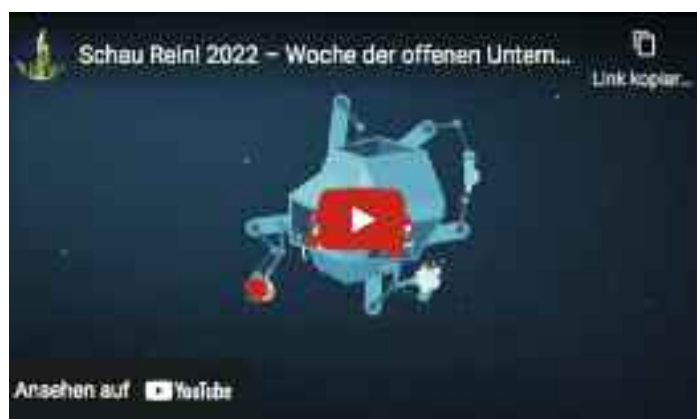 Schau Rein! 2022 – Woche der offenen Untern...
Link kopier...
Ansehen auf YouTube